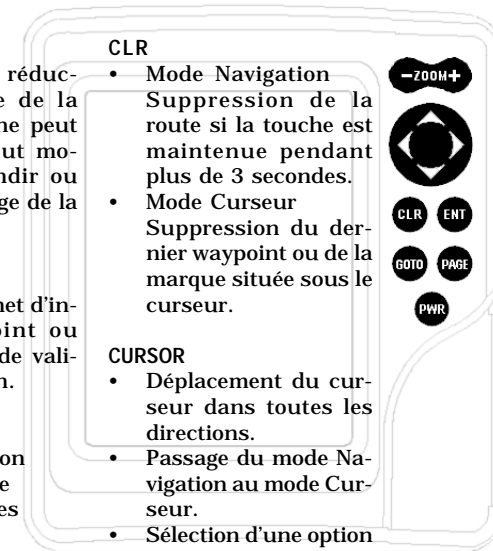 réduc-
e de la
ne peut
ut mo-
ndir ou
ge de la
net d'in-
oint ou
de vali-
n.
on
e
es
CLR
• Mode Navigation
Suppression de la
route si la touche est
maintenue pendant
plus de 3 secondes.
• Mode Curseur
Suppression du der-
nier waypoint ou de la
marque située sous le
curseur.
CURSOR
• Déplacement du cur-
seur dans toutes les
directions.
• Passage du mode Na-
vigation au mode Cur-
seur.
• Sélection d'une option
-ZOOM+
CLR ENT
GOTO PAGE
PWR